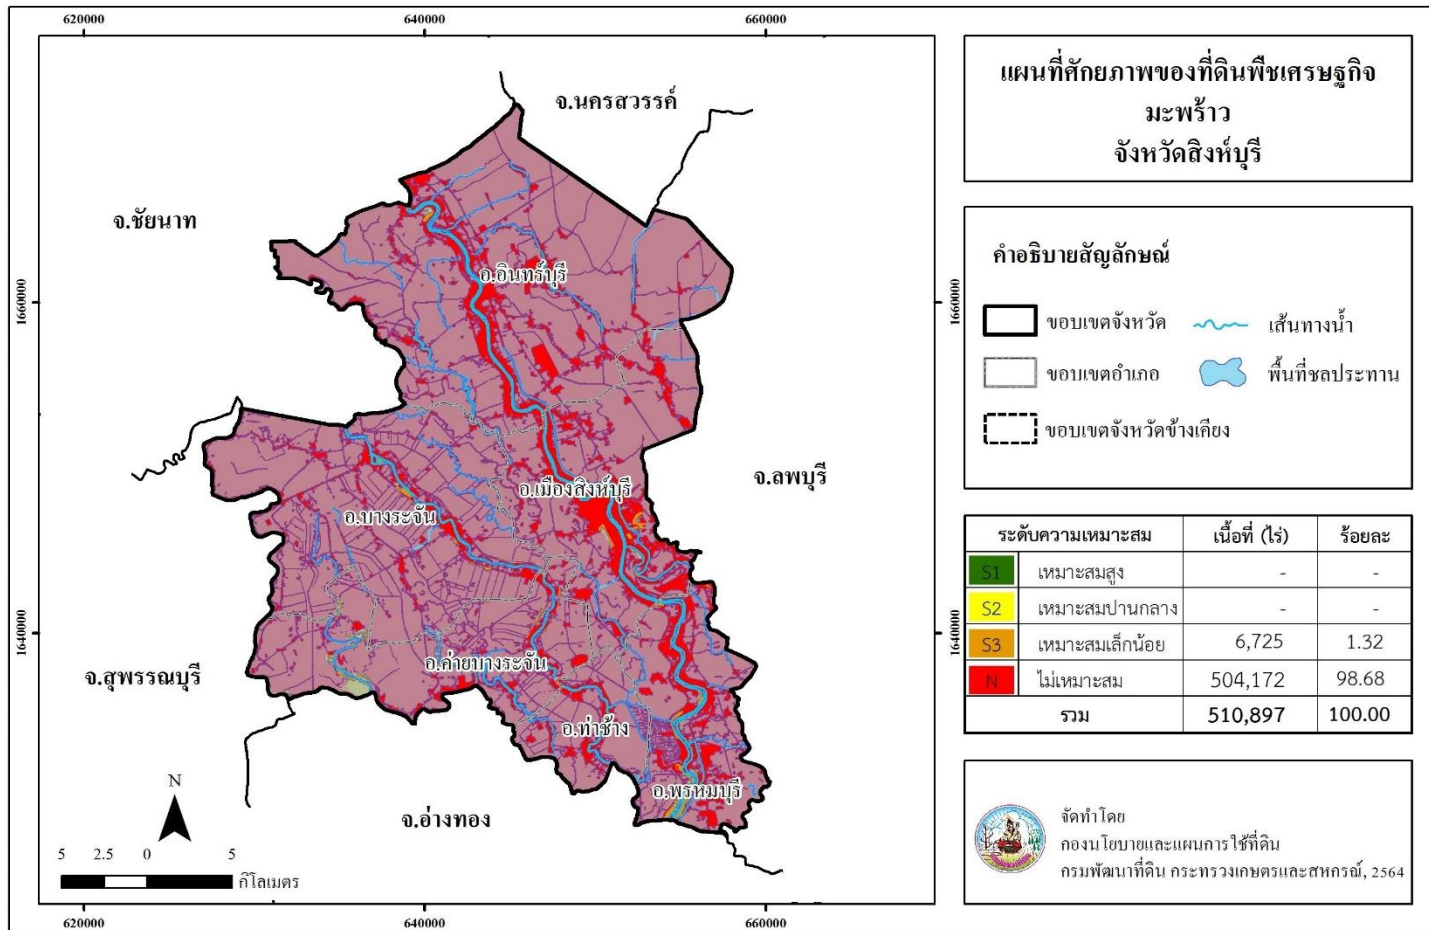 620000
640000
660000
จ.นครสวรรค์
จ.ชัยนาท
อ.อินทร์บุรี
1660000
1660000
จ.ลพบุรี
อ.เมืองสิงห์บุรี
อ.บางระจัน
1640000
1640000
อ.ค่ายบางระจัน
จ.สุพรรณบุรี
อ.ท่าช้าง
อ.พรหมบุรี
จ.อ่างทอง
N
5 2.5 0 5
กิโลเมตร
620000
640000
660000
แผนที่ศักยภาพของที่ดินพืชเศรษฐกิจ
มะพร้าว
จังหวัดสิงห์บุรี
คำอธิบายสัญลักษณ์
ขอบเขตจังหวัด เส้นทางน้ำ
ขอบเขตอำเภอ พื้นที่ชลประทาน
ขอบเขตจังหวัดข้างเคียง
ระดับความเหมาะสม เนื้อที่ (ไร่) ร้อยละ
S1 เหมาะสมสูง - -
S2 เหมาะสมปานกลาง - -
S3 เหมาะสมเล็กน้อย 6,725 1.32
N ไม่เหมาะสม 504,172 98.68
รวม 510,897 100.00
จัดทำโดย
กองนโยบายและแผนการใช้ที่ดิน
กรมพัฒนาที่ดิน กระทรวงเกษตรและสหกรณ์, 2564